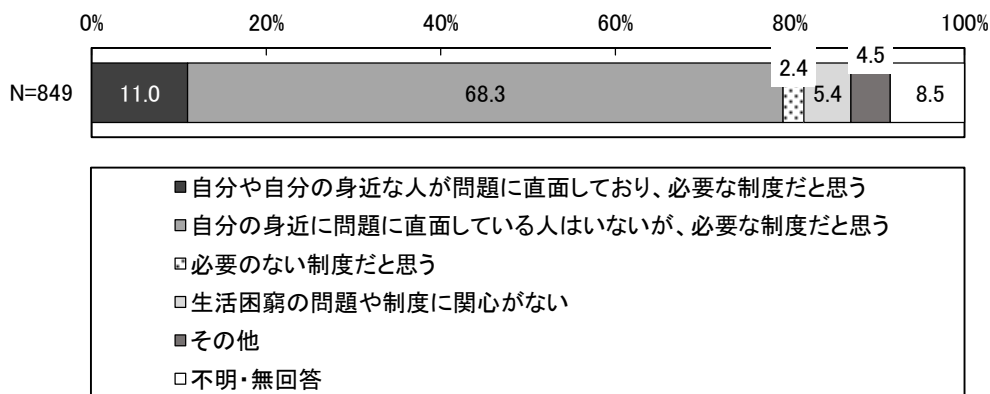 0% 20% 40% 60% 80% 100%
N=849 11.0 68.3 2.4 5.4 4.5 8.5
■自分や自分の身近な人が問題に直面しており、必要な制度だと思う
■自分の身近に問題に直面している人はいないが、必要な制度だと思う
必要のない制度だと思う
□生活困窮の問題や制度に関心がない
■その他
□不明・無回答